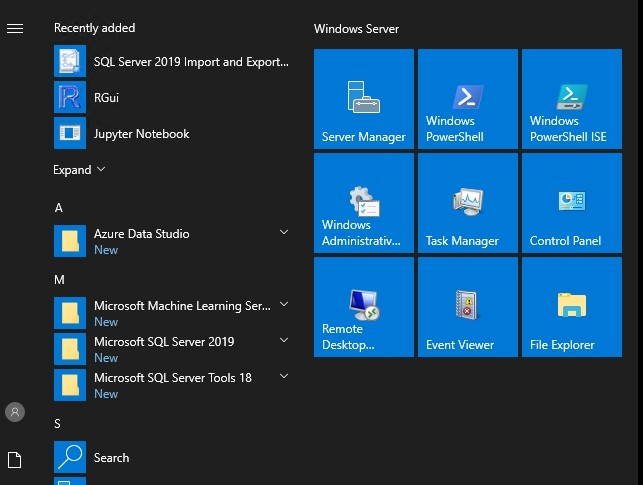 Recently added
SQL Server 2019 Import and Export...
RGui
Jupyter Notebook
Expand
A
Azure Data Studio
New
M
Microsoft Machine Learning Ser...
New
Microsoft SQL Server 2019
New
Microsoft SQL Server Tools 18
New
S
Search
Windows Server
Server Manager
Windows
PowerShell
Windows
PowerShell ISE
Windows
Administrativ...
Task Manager
Control Panel
Remote
Desktop...
Event Viewer
File Explorer